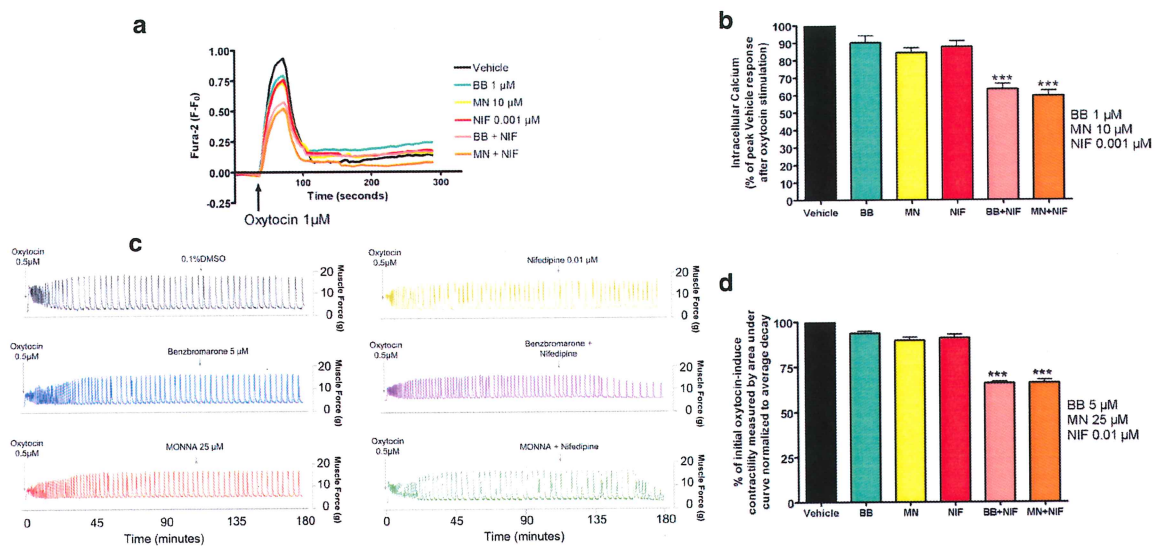 a
1.00
0.75
0.50
0.25
0.00
-0.25
Fura-2 (F-F0)
100
200
300
Time (seconds)
Oxytocin 1µM
Vehicle
BB 1 µM
MN 10 µM
NIF 0.001 µM
BB + NIF
MN + NIF
b
Intracellular Calcium
(% of peak Vehicle response
after oxytocin stimulation)
100
90
80
70
60
50
40
30
20
10
0
***
***
Vehicle
BB
MN
NIF
BB+NIF
MN+NIF
BB 1 µM
MN 10 µM
NIF 0.001 µM
c
Oxytocin
0.5µM
0.1%DMSO
20
10
0
Muscle Force (g)
Oxytocin
0.5µM
Nifedipine 0.01 µM
20
10
0
Muscle Force (g)
Oxytocin
0.5µM
Benzbromarone 5 µM
20
10
0
Muscle Force (g)
Oxytocin
0.5µM
Benzbromarone +
Nifedipine
20
10
0
Muscle Force (g)
Oxytocin
0.5µM
MONNA 25 µM
20
10
0
Muscle Force (g)
Oxytocin
0.5µM
MONNA + Nifedipine
20
10
0
Muscle Force (g)
0
45
90
135
180
Time (minutes)
0
45
90
135
180
Time (minutes)
d
% of initial oxytocin-induce
contractility measured by area under
curve normalized to average decay
100
75
50
25
0
***
***
Vehicle
BB
MN
NIF
BB+NIF
MN+NIF
BB 5 µM
MN 25 µM
NIF 0.01 µM